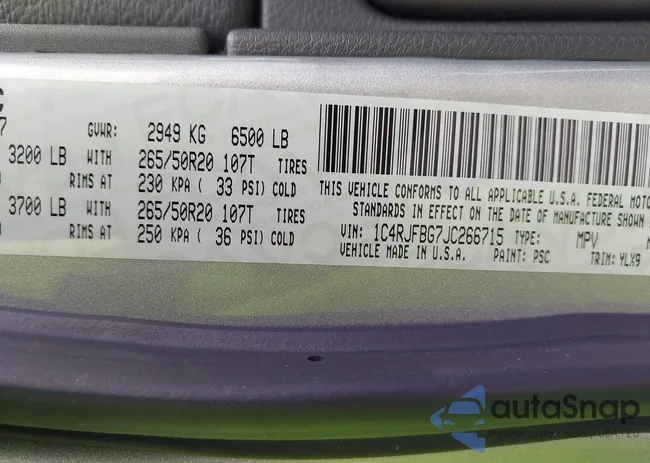 GVWR: 2949 KG 6500 LB
3200 LB WITH 265/50R20 107T TIRES
RIMS AT 230 KPA ( 33 PSI) COLD
3700 LB WITH 265/50R20 107T TIRES
RIMS AT 250 KPA ( 36 PSI) COLD
THIS VEHICLE CONFORMS TO ALL APPLICABLE U.S.A. FEDERAL MOTO
STANDARDS IN EFFECT ON THE DATE OF MANUFACTURE SHOWN
VIN: 1C4RJFBG7JC266715 TYPE: MPV
VEHICLE MADE IN U.S.A. PAINT: PSC TRIM: YLX9
autoSnap